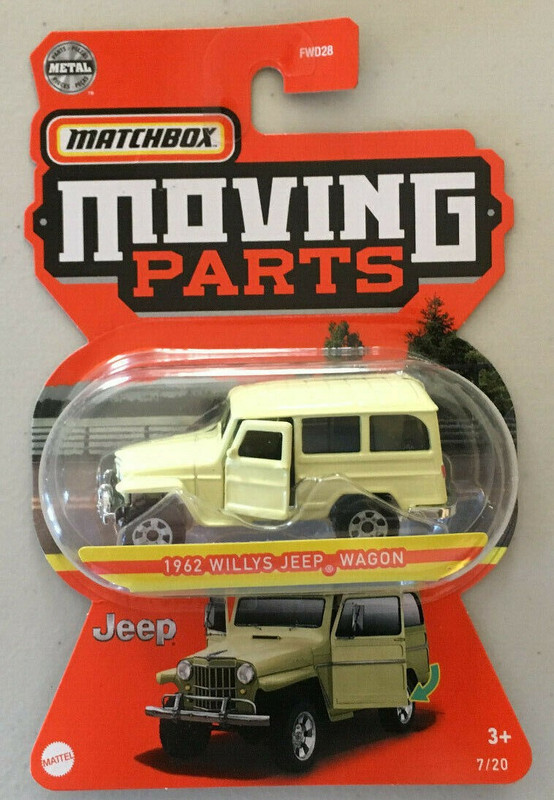 FWD28
METAL
MATCHBOX
MOVING
PARTS
1962 WILLYS JEEP® WAGON
Jeep
MATTEL
3+
7/20